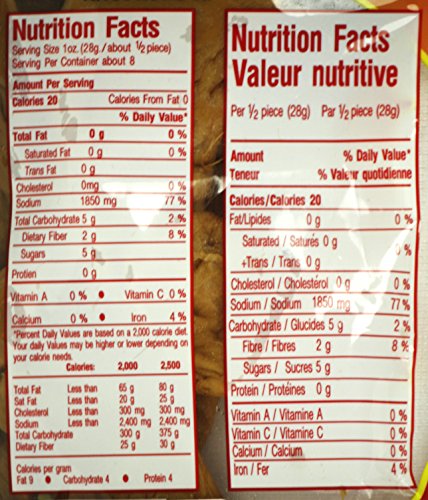 Nutrition Facts
Serving Size 1oz. (28g / about ½ piece)
Serving Per Container about 8
Amount Per Serving
Calories 20 Calories From Fat 0
% Daily Value*
Total Fat 0 g 0 %
Saturated Fat 0 g 0 %
Trans Fat 0 g
Cholesterol 0mg 0 %
Sodium 1850 mg 77 %
Total Carbohydrate 5 g 2 %
Dietary Fiber 2 g 8 %
Sugars 5 g
Protien 0 g
Vitamin A 0 % • Vitamin C 0 %
Calcium 0 % • Iron 4 %
*Percent Daily Values are based on a 2,000 calorie diet.
Your daily values may be higher or lower depending on
your calorie needs.
Calories: 2,000 2,500
Total Fat Less than 65 g 80 g
Sat Fat Less than 20 g 25 g
Cholesterol Less than 300 mg 300 mg
Sodium Less than 2,400 mg 2,400 mg
Total Carbohydrate 300 g 375 g
Dietary Fiber 25 g 30 g
Calories per gram
Fat 9 • Carbohydrate 4 • Protein 4
Nutrition Facts
Valeur nutritive
Per ½ piece (28g) Par ½ piece (28g)
Amount % Daily Value*
Teneur % Valeur quotidienne
Calories/Calories 20
Fat/Lipides 0 g 0 %
Saturated / Saturés 0 g 0 %
+Trans / Trans 0 g
Cholesterol / Cholestérol 0 g 0 %
Sodium / Sodium 1850 mg 77 %
Carbohydrate / Glucides 5 g 2 %
Fibre / Fibres 2 g 8 %
Sugars / Sucres 5 g
Protein / Protéines 0 g
Vitamin A / Vitamine A 0 %
Vitamin C / Vitamine C 0 %
Calcium / Calcium 0 %
Iron / Fer 4 %